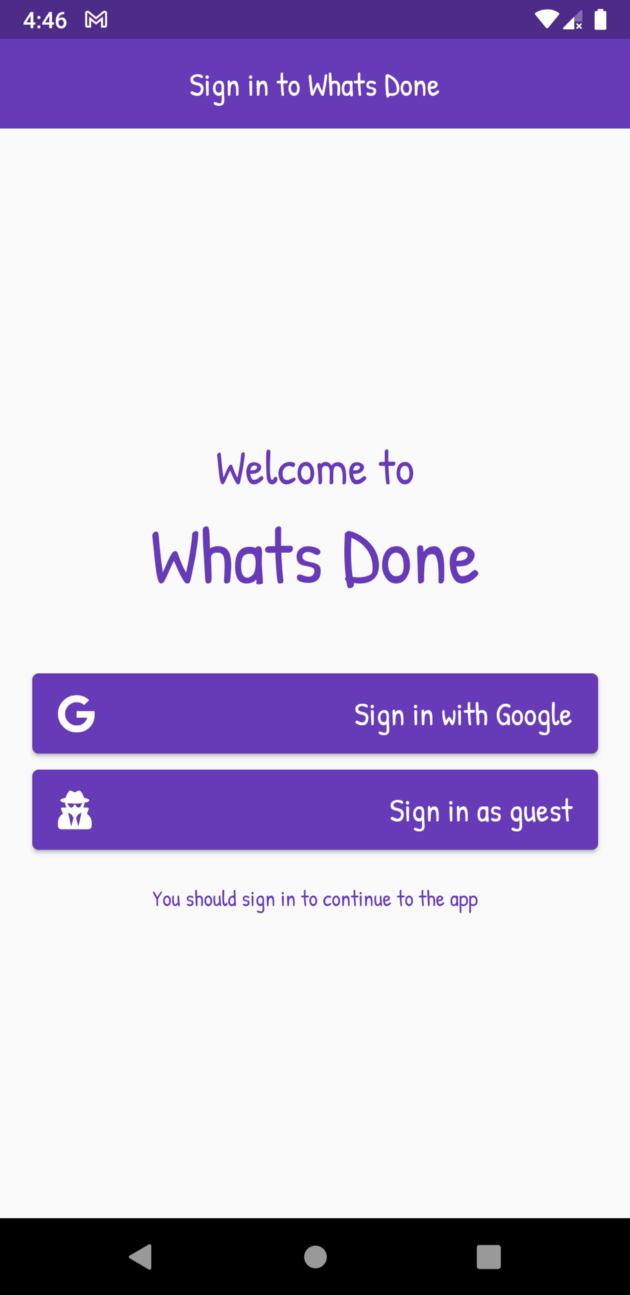 4:46
Sign in to Whats Done
Welcome to
Whats Done
Sign in with Google
Sign in as guest
You should sign in to continue to the app